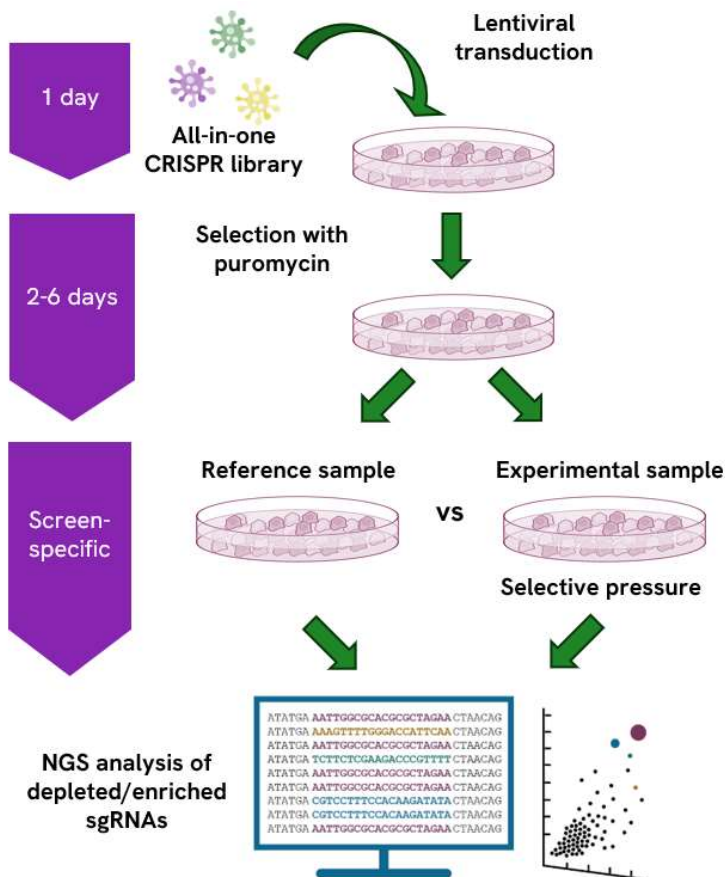 1 day
Lentiviral
transduction
All-in-one
CRISPR library
2-6 days
Selection with
puromycin
Screen-
specific
Reference sample
vs
Experimental sample
Selective pressure
NGS analysis of
depleted/enriched
sgRNAs
ATATGA AATTGGCGCACGCGCTAGAA CTAACAG
ATATGA AAAGTTTTGGGACCATTCAA CTAACAG
ATATGA AATTGGCGCACGCGCTAGAA CTAACAG
ATATGA TCTTCTCGAAGACCCGTTTT CTAACAG
ATATGA AATTGGCGCACGCGCTAGAA CTAACAG
ATATGA AATTGGCGCACGCGCTAGAA CTAACAG
ATATGA CGTCCTTTCCACAAGATATA CTAACAG
ATATGA CGTCCTTTCCACAAGATATA CTAACAG
ATATGA AATTGGCGCACGCGCTAGAA CTAACAG